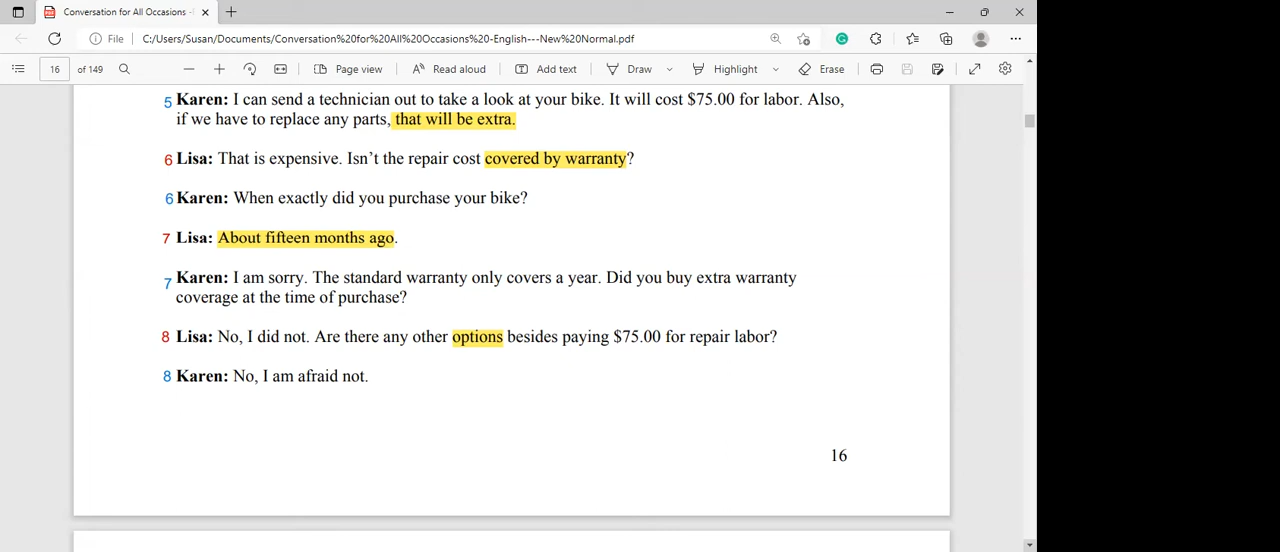 Conversation for All Occasions -
File C:/Users/Susan/Documents/Conversation%20for%20All%20Occasions%20-English---New%20Normal.pdf
16 of 149 Page view Read aloud Add text Draw Highlight Erase
5 Karen: I can send a technician out to take a look at your bike. It will cost $75.00 for labor. Also,
if we have to replace any parts, that will be extra.
6 Lisa: That is expensive. Isn’t the repair cost covered by warranty?
6 Karen: When exactly did you purchase your bike?
7 Lisa: About fifteen months ago.
7 Karen: I am sorry. The standard warranty only covers a year. Did you buy extra warranty
coverage at the time of purchase?
8 Lisa: No, I did not. Are there any other options besides paying $75.00 for repair labor?
8 Karen: No, I am afraid not.
16